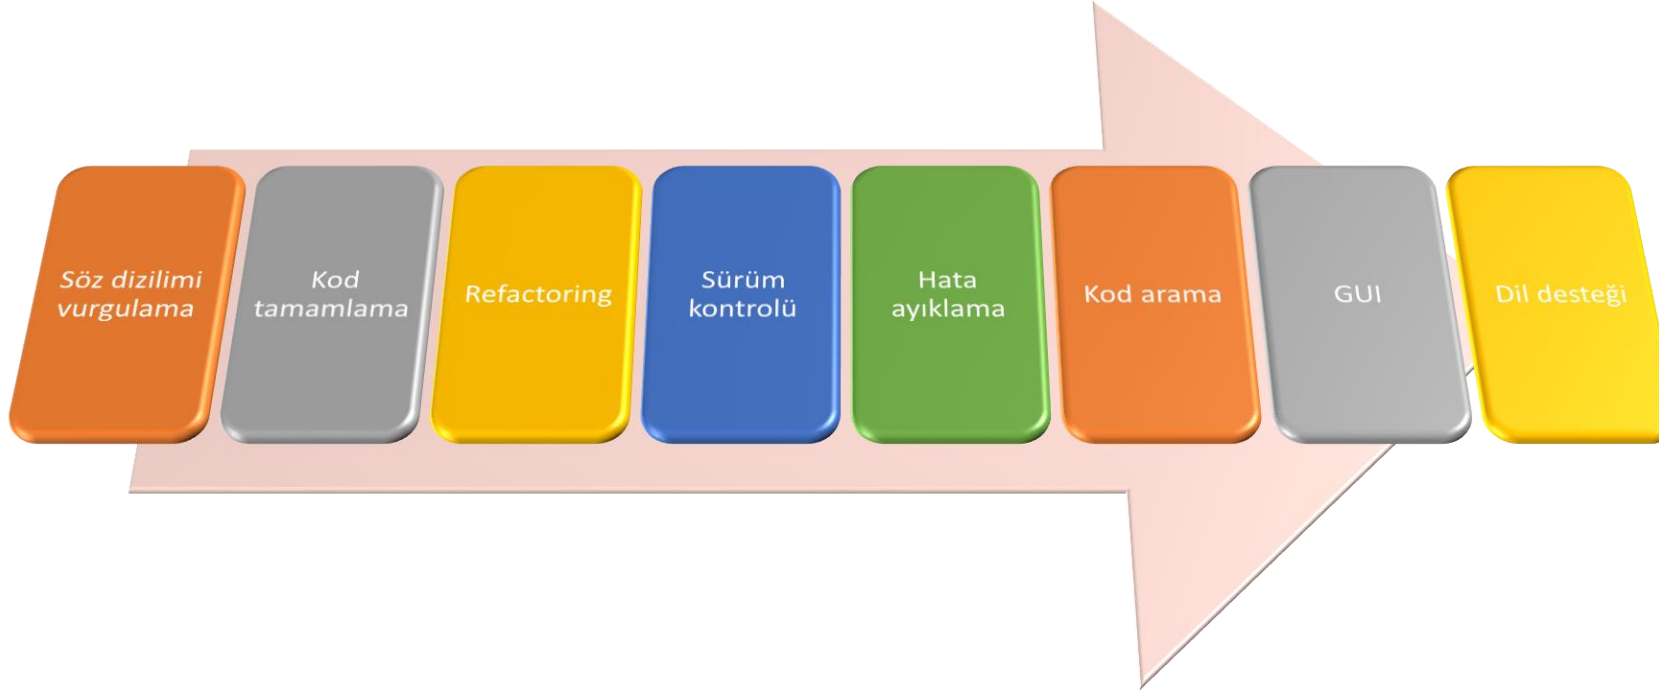 Söz dizilimi
vurgulama
Kod
tamamlama
Refactoring
Sürüm
kontrolü
Hata
ayıklama
Kod arama
GUI
Dil desteği